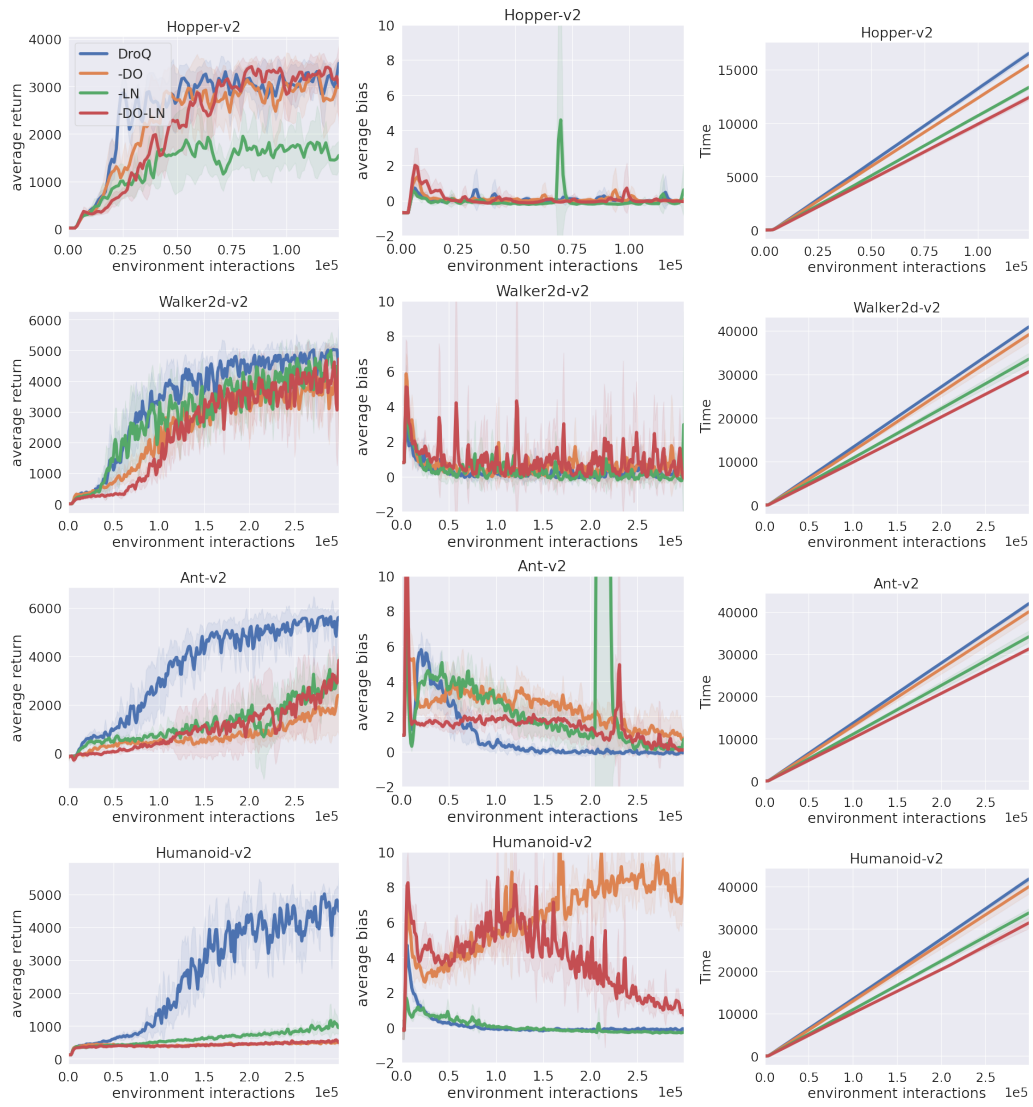 Hopper-v2
average return
4000
3000
2000
1000
0
DroQ
-DO
-LN
-DO-LN
0.00 0.25 0.50 0.75 1.00
environment interactions 1e5
Hopper-v2
average bias
10
8
6
4
2
0
−2
0.00 0.25 0.50 0.75 1.00
environment interactions 1e5
Hopper-v2
Time
15000
10000
5000
0
0.00 0.25 0.50 0.75 1.00
environment interactions 1e5
Walker2d-v2
average return
6000
5000
4000
3000
2000
1000
0
0.0 0.5 1.0 1.5 2.0 2.5
environment interactions 1e5
Walker2d-v2
average bias
10
8
6
4
2
0
−2
0.0 0.5 1.0 1.5 2.0 2.5
environment interactions 1e5
Walker2d-v2
Time
40000
30000
20000
10000
0
0.0 0.5 1.0 1.5 2.0 2.5
environment interactions 1e5
Ant-v2
average return
6000
4000
2000
0
0.0 0.5 1.0 1.5 2.0 2.5
environment interactions 1e5
Ant-v2
average bias
10
8
6
4
2
0
−2
0.0 0.5 1.0 1.5 2.0 2.5
environment interactions 1e5
Ant-v2
Time
40000
30000
20000
10000
0
0.0 0.5 1.0 1.5 2.0 2.5
environment interactions 1e5
Humanoid-v2
average return
5000
4000
3000
2000
1000
0
0.0 0.5 1.0 1.5 2.0 2.5
environment interactions 1e5
Humanoid-v2
average bias
10
8
6
4
2
0
−2
0.0 0.5 1.0 1.5 2.0 2.5
environment interactions 1e5
Humanoid-v2
Time
40000
30000
20000
10000
0
0.0 0.5 1.0 1.5 2.0 2.5
environment interactions 1e5